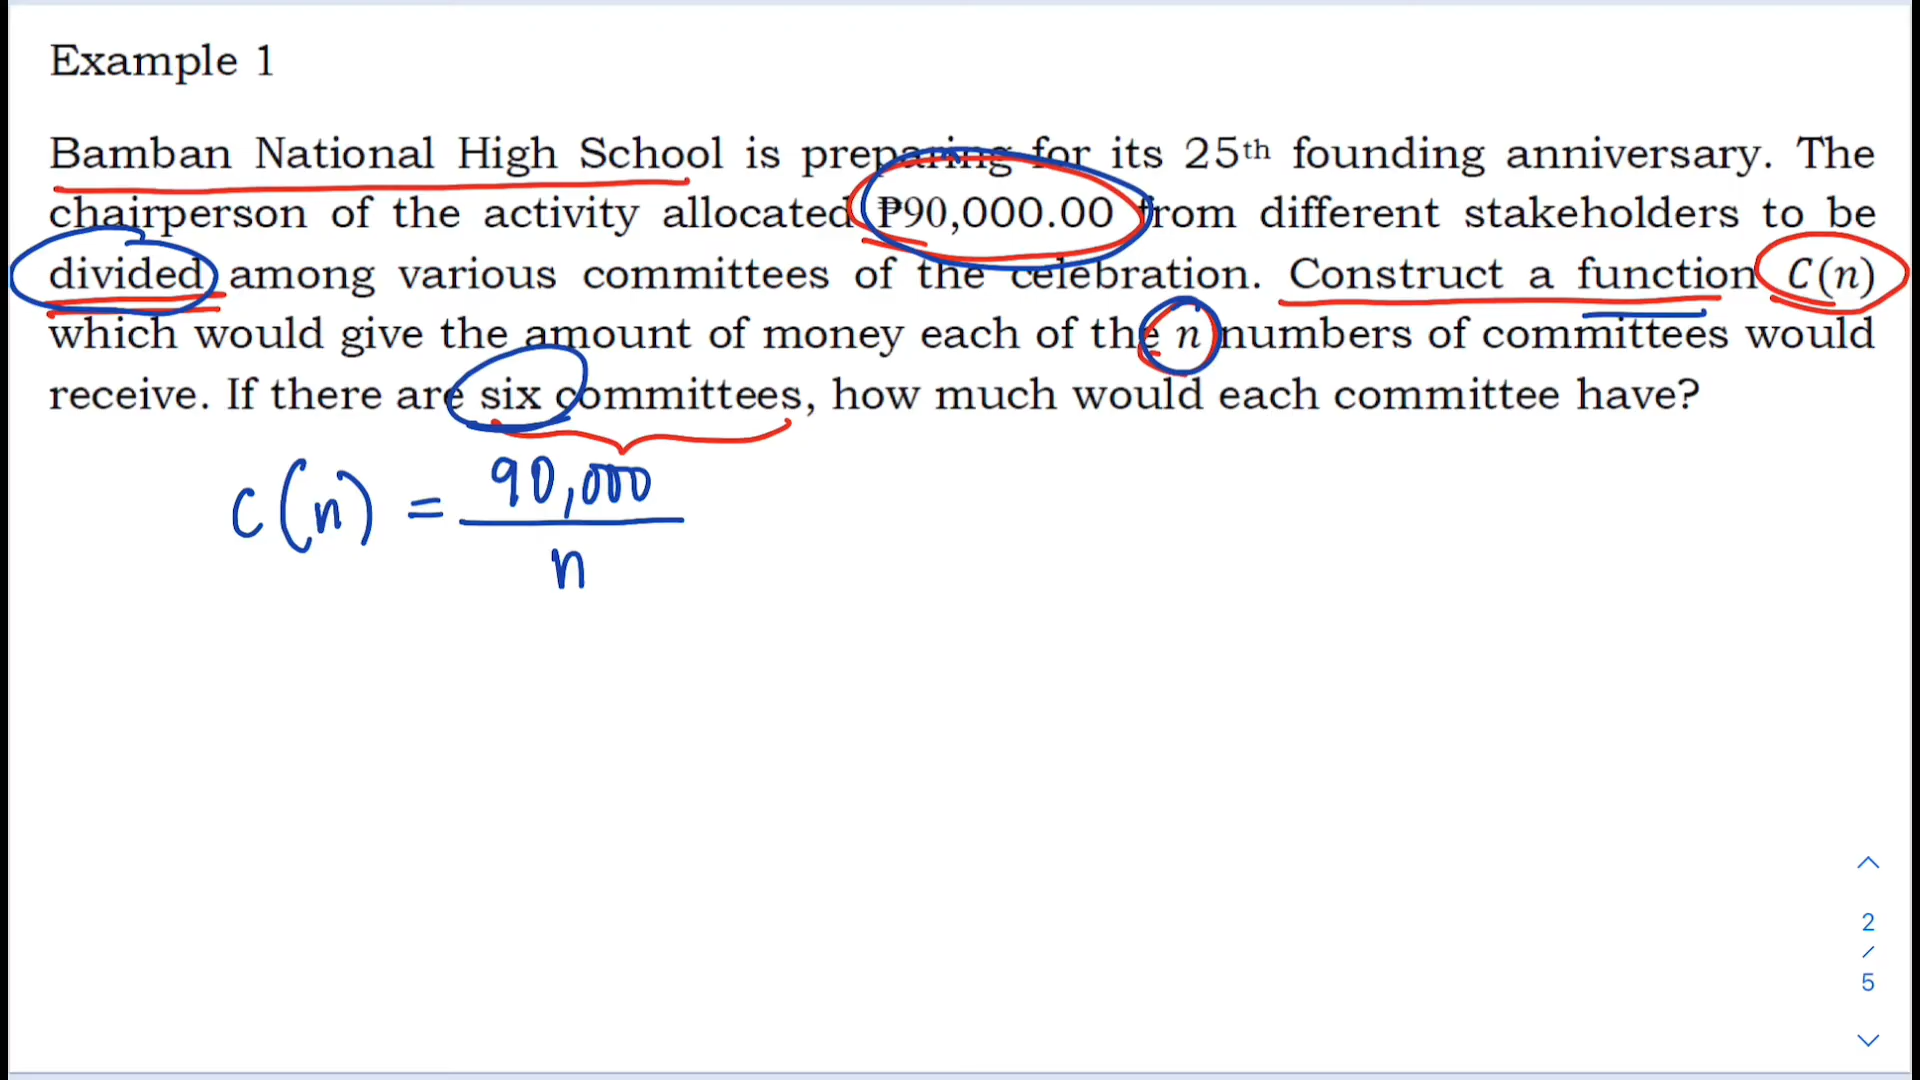 Example 1
Bamban National High School is preparing for its 25th founding anniversary. The
chairperson of the activity allocated ₱90,000.00 from different stakeholders to be
divided among various committees of the celebration. Construct a function C(n)
which would give the amount of money each of the n numbers of committees would
receive. If there are six committees, how much would each committee have?
C(n) = 90,000
n
2
/
5